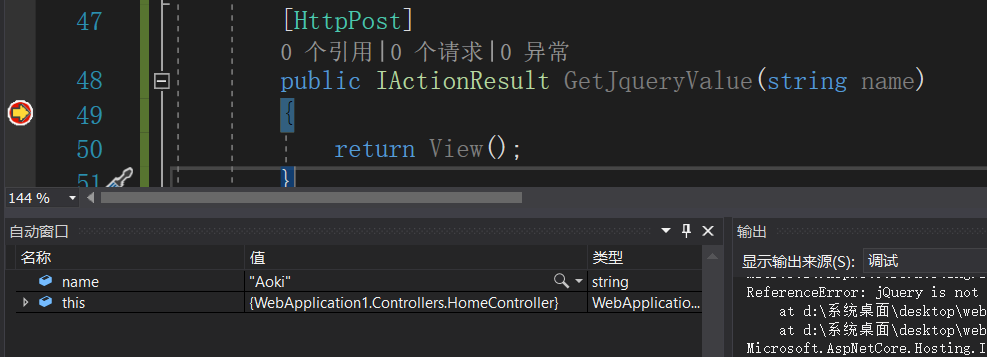 47 [HttpPost]
0 个引用|0 个请求|0 异常
48 public IActionResult GetJqueryValue(string name)
49 {
50 return View();
51 }
144 %
自动窗口
名称 值 类型
name "Aoki" string
this {WebApplication1.Controllers.HomeController} WebApplicatio...
输出
显示输出来源(S): 调试
ReferenceError: jQuery is not
at d:\系统桌面\desktop\web
at d:\系统桌面\desktop\web
Microsoft.AspNetCore.Hosting.I